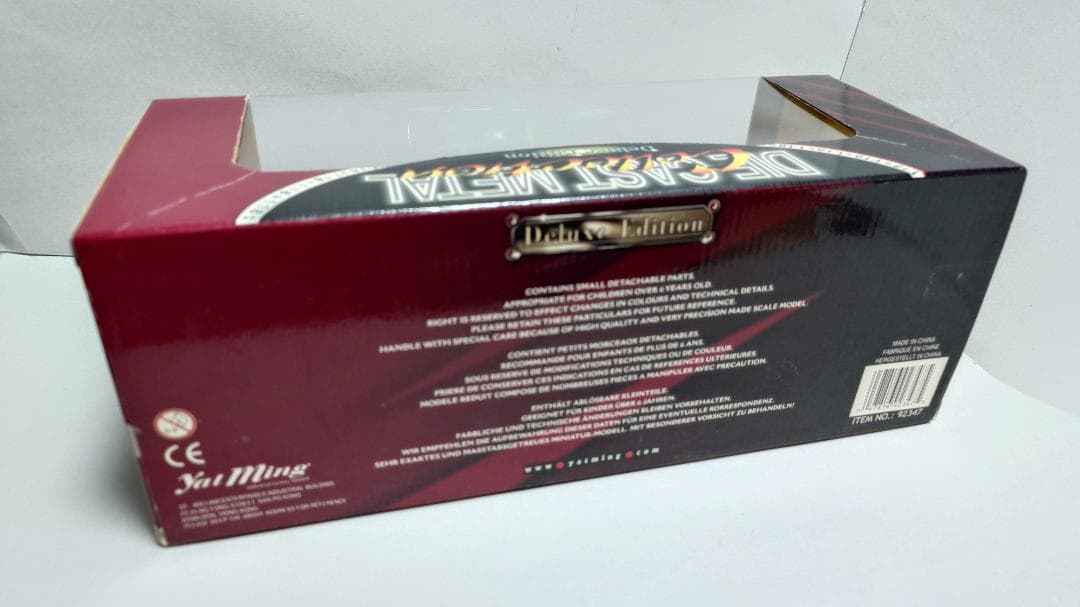 DIE CAST METAL
Collection
Deluxe Edition
Deluxe Edition
CONTAINS SMALL DETACHABLE PARTS.
APPROPRIATE FOR CHILDREN OVER 6 YEARS OLD.
RIGHT IS RESERVED TO EFFECT CHANGES IN COLOURS AND TECHNICAL DETAILS.
PLEASE RETAIN THESE PARTICULARS FOR FUTURE REFERENCE.
HANDLE WITH SPECIAL CARE BECAUSE OF HIGH QUALITY AND VERY PRECISION MADE SCALE MODEL.
CONTIENT PETITS MORCEAUX DETACHABLES.
RECOMMANDE POUR ENFANTS DE PLUS DE 6 ANS.
SOUS RESERVE DE MODIFICATIONS TECHNIQUES OU DE COULEUR.
PRIERE DE CONSERVER CES INDICATIONS EN CAS DE REFERENCES ULTERIEURES.
MODELE REDUIT COMPOSE DE NOMBREUSES PIECES A MANIPULER AVEC PRECAUTION.
ENTHÄLT ABLÖSBARE KLEINTEILE.
GEEIGNET FÜR KINDER ÜBER 6 JAHREN.
FARBLICHE UND TECHNISCHE ÄNDERUNGEN BLEIBEN VORBEHALTEN.
WIR EMPFEHLEN DIE AUFBEWAHRUNG DIESER DATEN FÜR EINE EVENTUELLE KORRESPONDENZ.
SEHR EXAKTES UND MASSTABSGETREUES MINIATUR-MODELL. MIT BESONDERER VORSICHT ZU BEHANDELN!
www.yatming.com
MADE IN CHINA
FABRIQUÉ EN CHINE
HERGESTELLT IN CHINA
ITEM NO.: 92347
CE
Yat Ming